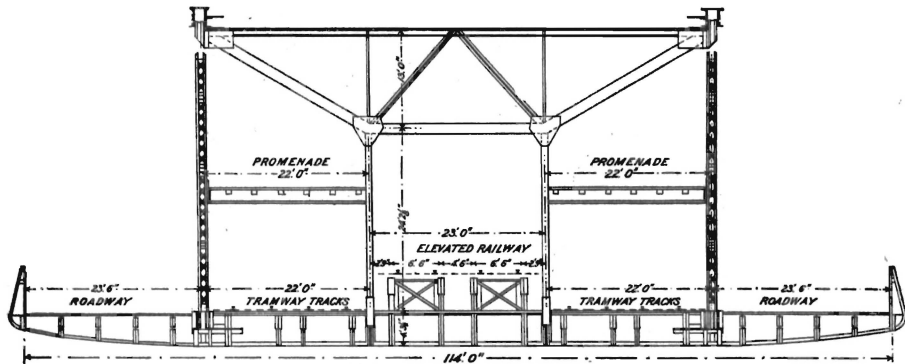 13'0"
PROMENADE
22'0"
PROMENADE
22'0"
23'0"
ELEVATED RAILWAY
6'6" 6'6"
23'6"
ROADWAY
22'0"
TRAMWAY TRACKS
22'0"
TRAMWAY TRACKS
23'6"
ROADWAY
114'0"